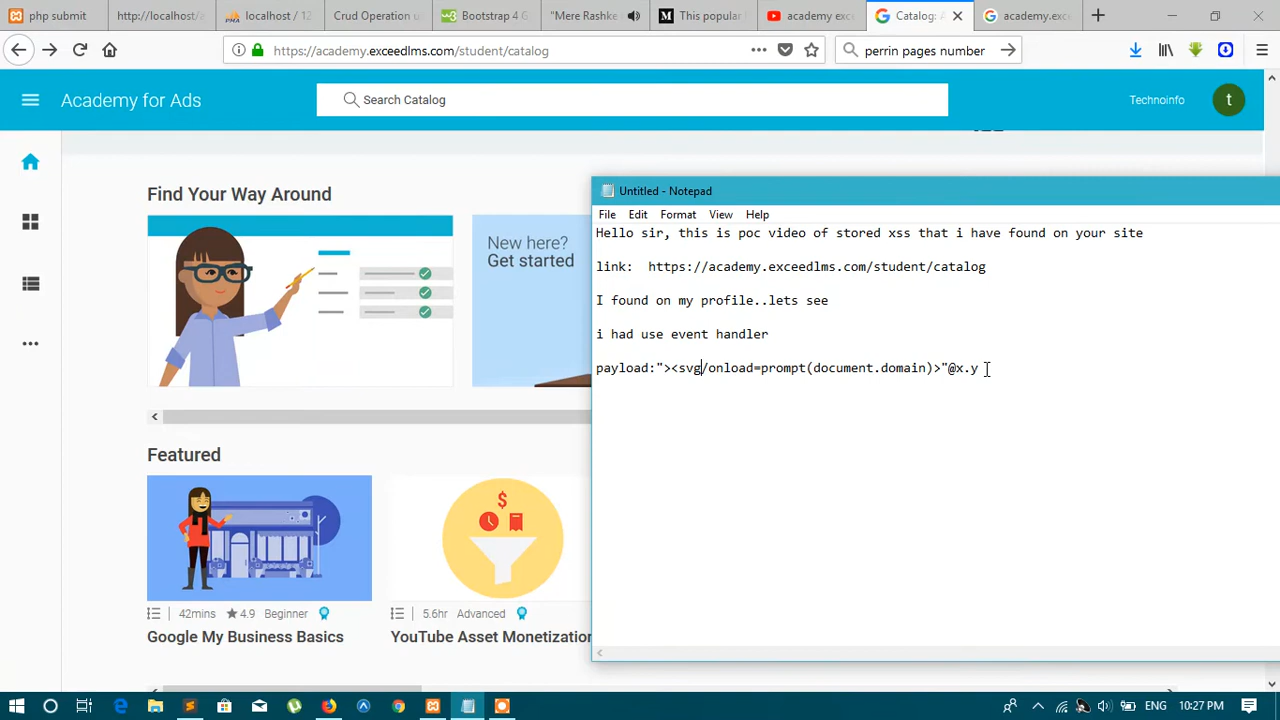 php submit
http://localhost/
localhost / 12
Crud Operation u
Bootstrap 4 G
"Mere Rashke
This popular
academy exc
Catalog: A
academy.exc
https://academy.exceedlms.com/student/catalog
perrin pages number
Academy for Ads
Search Catalog
Technoinfo
t
Find Your Way Around
New here?
Get started
Untitled - Notepad
File Edit Format View Help
Hello sir, this is poc video of stored xss that i have found on your site
link:  https://academy.exceedlms.com/student/catalog
I found on my profile..lets see
i had use event handler
payload:"><svg/onload=prompt(document.domain)>"@x.y
Featured
42mins 4.9 Beginner
Google My Business Basics
5.6hr Advanced
YouTube Asset Monetization
ENG 10:27 PM